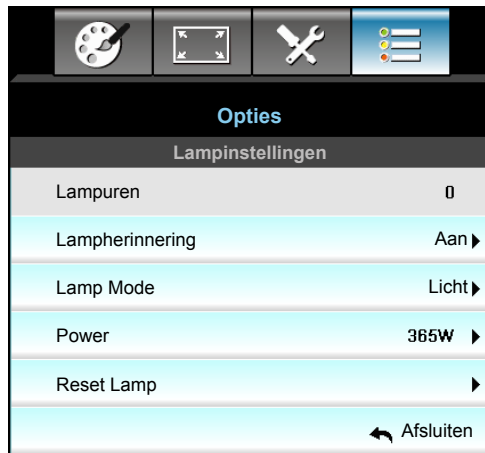 Opties
Lampinstellingen
Lampuren 0
Lampherinnering Aan
Lamp Mode Licht
Power 365W
Reset Lamp
Afsluiten